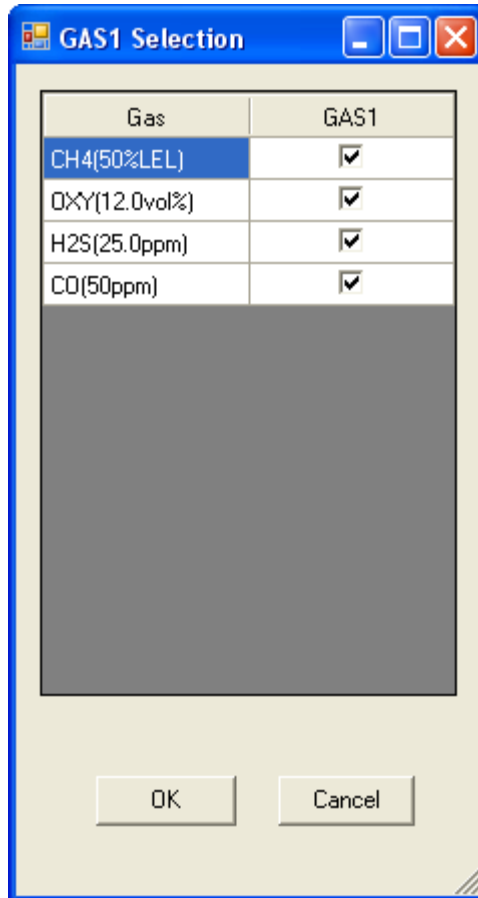 GAS1 Selection
Gas GAS1
CH4(50%LEL)
OXY(12.0vol%)
H2S(25.0ppm)
CO(50ppm)
OK Cancel